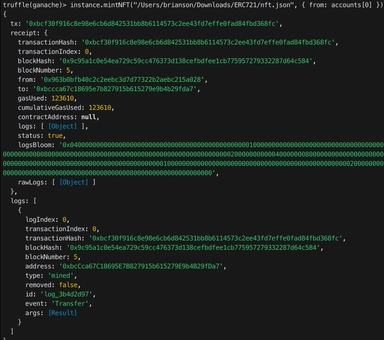 truffle(ganache)> instance.mintNFT("/Users/brianson/Downloads/ERC721/nft.json", { from: accounts[0] })
{
tx: '0xbcf30f916c8e98e6cb6d842531bb8b6114573c2ee43fd7effe0fad84fbd368fc',
receipt: {
transactionHash: '0xbcf30f916c8e98e6cb6d842531bb8b6114573c2ee43fd7effe0fad84fbd368fc',
transactionIndex: 0,
blockHash: '0x9c95a1c0e54ea729c59cc476373d138cefbdfee1cb775957279332287d64c584',
blockNumber: 5,
from: '0x963b0bfb40c2c2eebc3d7d77322b2aebc215a028',
to: '0xbccca67c18695e7b827915b615279e9b4b29fda7',
gasUsed: 123610,
cumulativeGasUsed: 123610,
contractAddress: null,
logs: [ [Object] ],
status: true,
rawLogs: [ [Object] ]
},
logs: [
{
logIndex: 0,
transactionIndex: 0,
transactionHash: '0xbcf30f916c8e98e6cb6d842531bb8b6114573c2ee43fd7effe0fad84fbd368fc',
blockHash: '0x9c95a1c0e54ea729c59cc476373d138cefbdfee1cb775957279332287d64c584',
blockNumber: 5,
address: '0xbcCca67C18695E7B827915b615279E9b4B29fDa7',
type: 'mined',
removed: false,
id: 'log_3b4d2d97',
event: 'Transfer',
args: [Result]
}
]